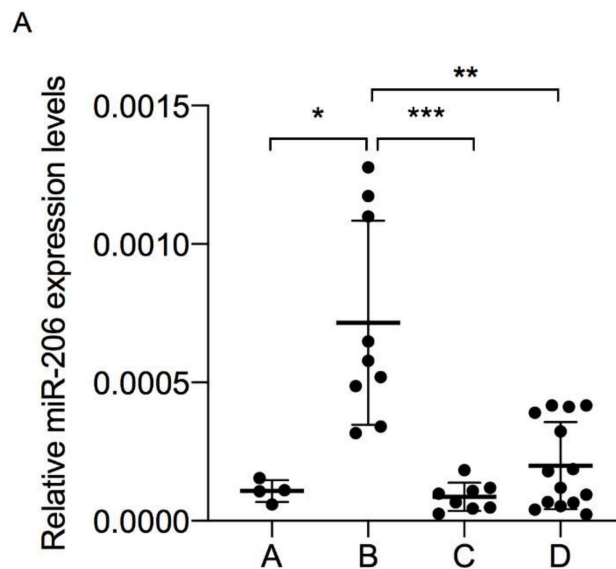 A
Relative miR-206 expression levels
**
* ***
0.0015
0.0010
0.0005
0.0000
A B C D